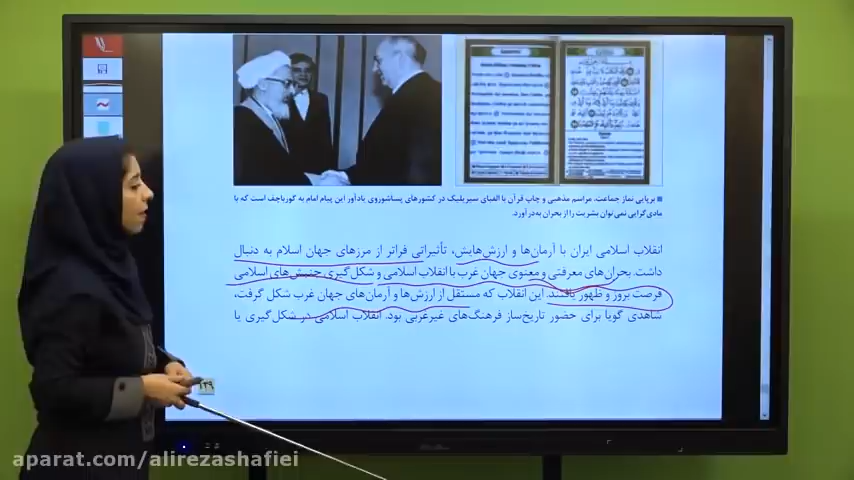 برپایی نماز جماعت، مراسم مذهبی و چاپ قرآن با الفبای سیریلیک در کشورهای پساشوروی یادآور این پیام امام به گورباچف است که با
مادی‌گرایی نمی‌توان بشریت را از بحران به‌در آورد.
انقلاب اسلامی ایران با آرمان‌ها و ارزش‌هایش، تأثیراتی فراتر از مرزهای جهان اسلام به دنبال
داشت. بحران‌های معرفتی و معنوی جهان غرب با انقلاب اسلامی و شکل‌گیری جنبش‌های اسلامی
فرصت بروز و ظهور یافتند. این انقلاب که مستقل از ارزش‌ها و آرمان‌های جهان غرب شکل گرفت،
شاهدی گویا برای حضور تاریخ‌ساز فرهنگ‌های غیرغربی بود. انقلاب اسلامی در شکل‌گیری یا
۱۳۹
aparat.com/alirezashafiei